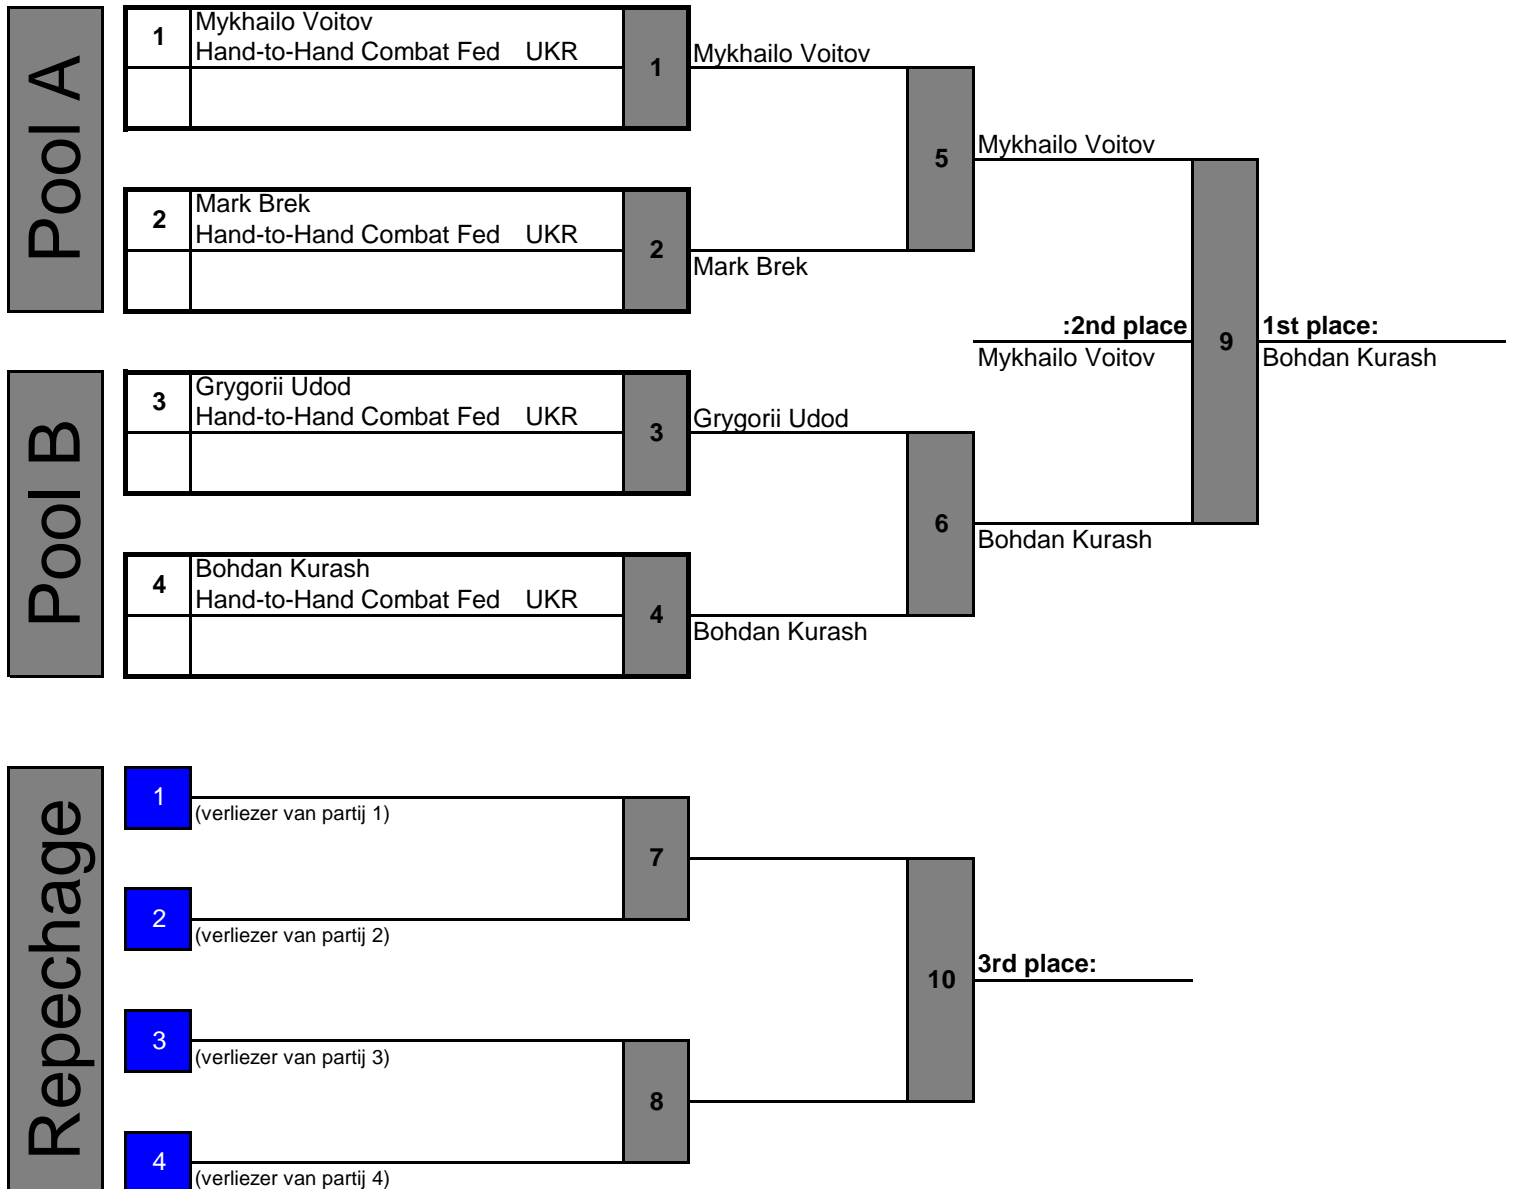 Pool A
1
Mykhailo Voitov
Hand-to-Hand Combat Fed UKR
1
Mykhailo Voitov
2
Mark Brek
Hand-to-Hand Combat Fed UKR
2
Mark Brek
5
Mykhailo Voitov
:2nd place
Mykhailo Voitov
9
1st place:
Bohdan Kurash
Pool B
3
Grygorii Udod
Hand-to-Hand Combat Fed UKR
3
Grygorii Udod
4
Bohdan Kurash
Hand-to-Hand Combat Fed UKR
4
Bohdan Kurash
6
Bohdan Kurash
Repechage
1
(verliezer van partij 1)
2
(verliezer van partij 2)
7
3
(verliezer van partij 3)
4
(verliezer van partij 4)
8
10
3rd place: